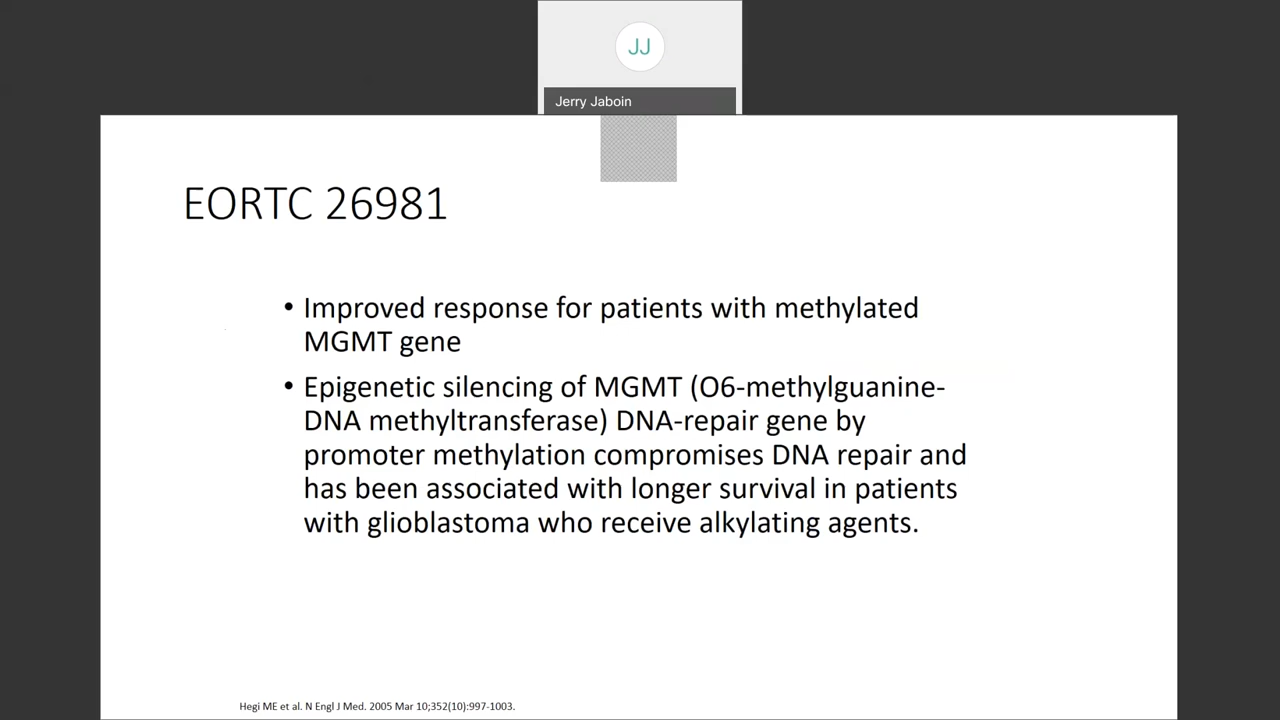 JJ
Jerry Jaboin
EORTC 26981
• Improved response for patients with methylated
MGMT gene
• Epigenetic silencing of MGMT (O6-methylguanine-
DNA methyltransferase) DNA-repair gene by
promoter methylation compromises DNA repair and
has been associated with longer survival in patients
with glioblastoma who receive alkylating agents.
Hegi ME et al. N Engl J Med. 2005 Mar 10;352(10):997-1003.